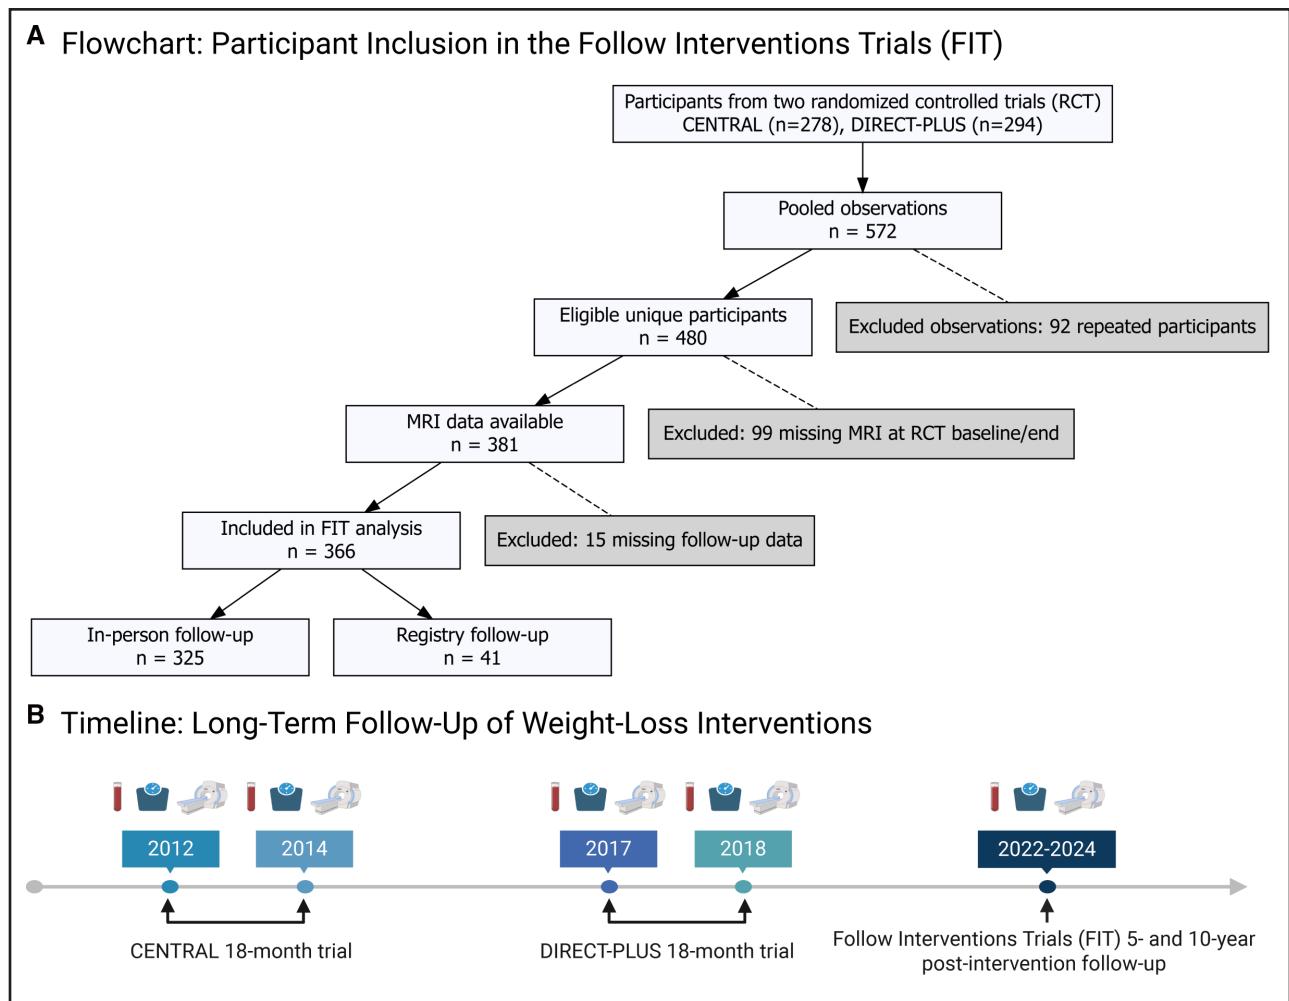 A Flowchart: Participant Inclusion in the Follow Interventions Trials (FIT)
Participants from two randomized controlled trials (RCT)
CENTRAL (n=278), DIRECT-PLUS (n=294)
Pooled observations
n = 572
Eligible unique participants
n = 480
Excluded observations: 92 repeated participants
MRI data available
n = 381
Excluded: 99 missing MRI at RCT baseline/end
Included in FIT analysis
n = 366
Excluded: 15 missing follow-up data
In-person follow-up
n = 325
Registry follow-up
n = 41
B Timeline: Long-Term Follow-Up of Weight-Loss Interventions
2012
2014
2017
2018
2022-2024
CENTRAL 18-month trial
DIRECT-PLUS 18-month trial
Follow Interventions Trials (FIT) 5- and 10-year
post-intervention follow-up